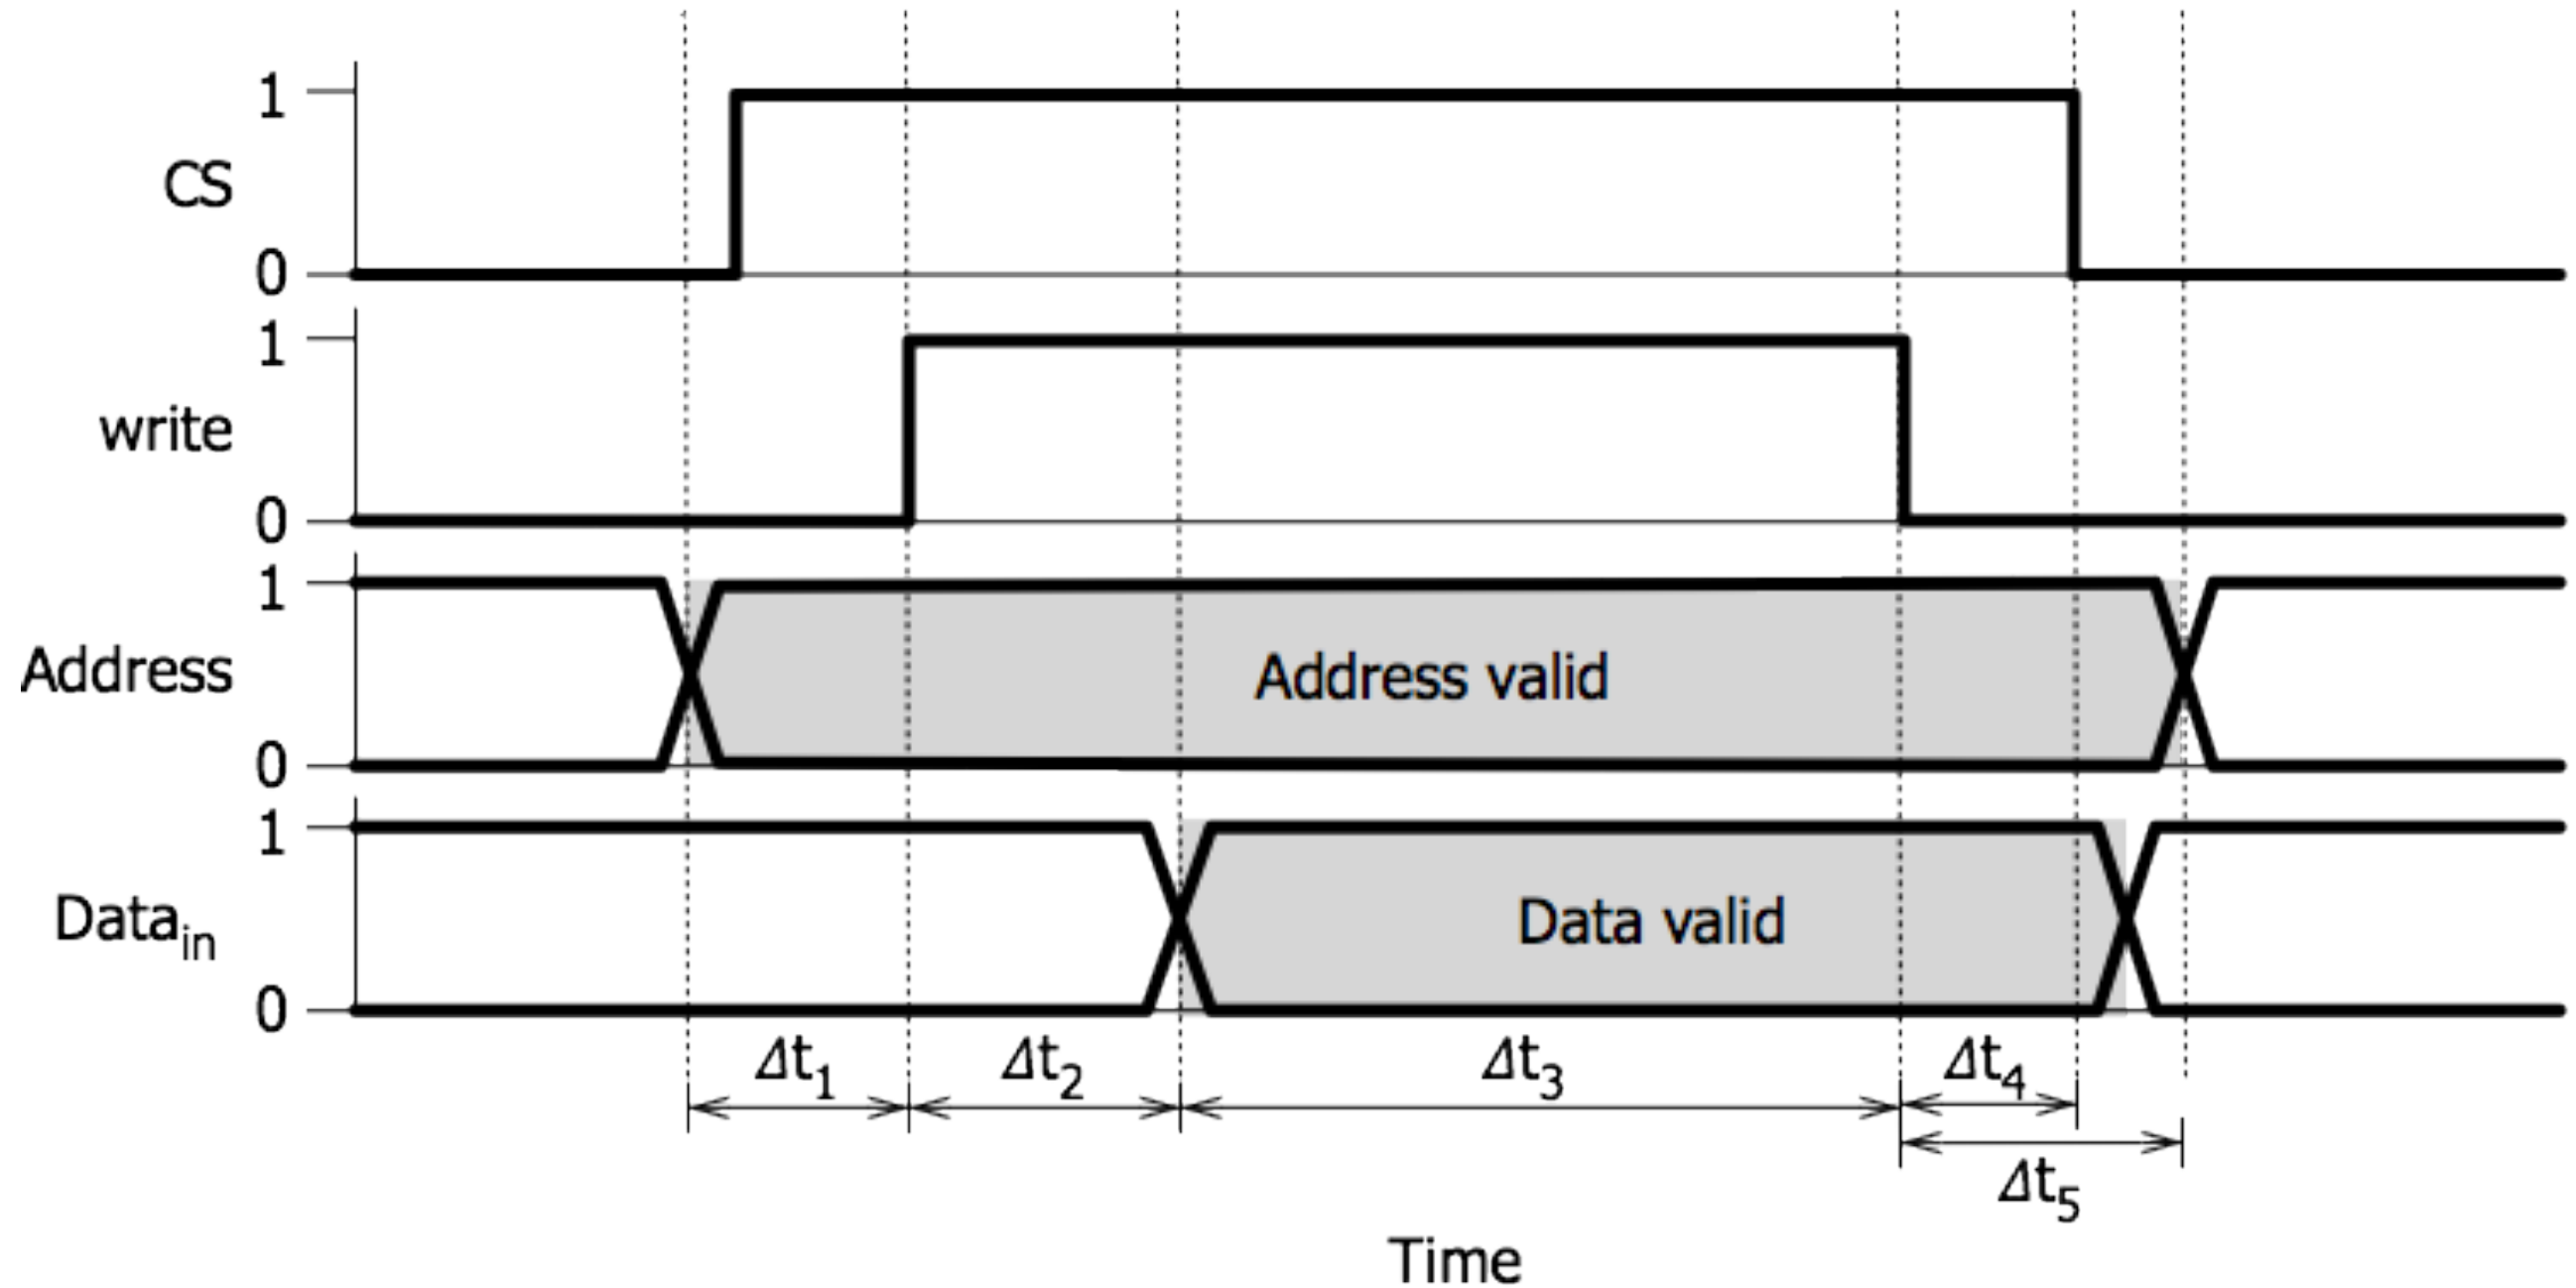 1
CS
0
1
write
0
1
Address
Address valid
0
1
Data valid
Datain
0
Δt1
Δt2
Δt3
Δt4
Δt5
Time